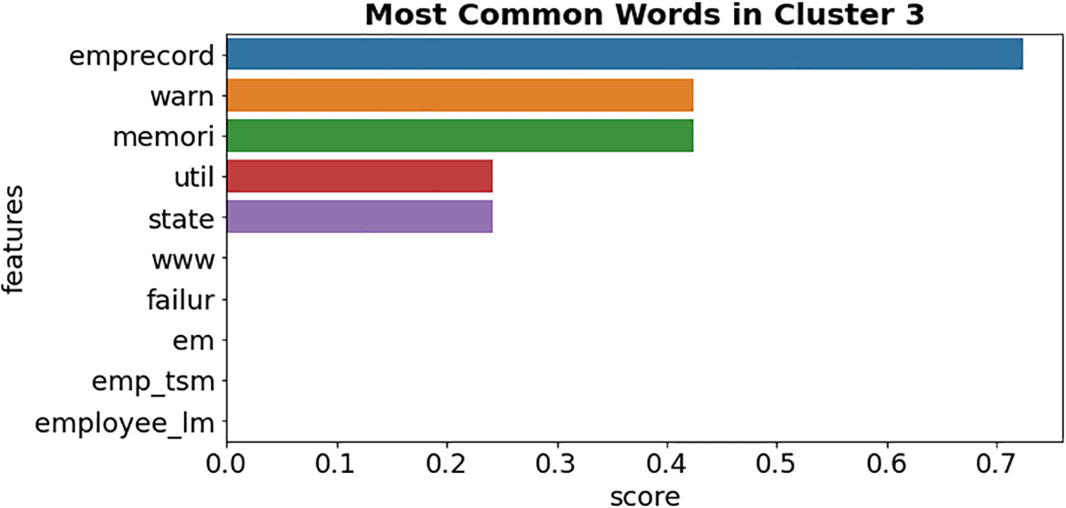 Most Common Words in Cluster 3
features
emprecord
warn
memori
util
state
www
failur
em
emp_tsm
employee_lm
0.0 0.1 0.2 0.3 0.4 0.5 0.6 0.7
score